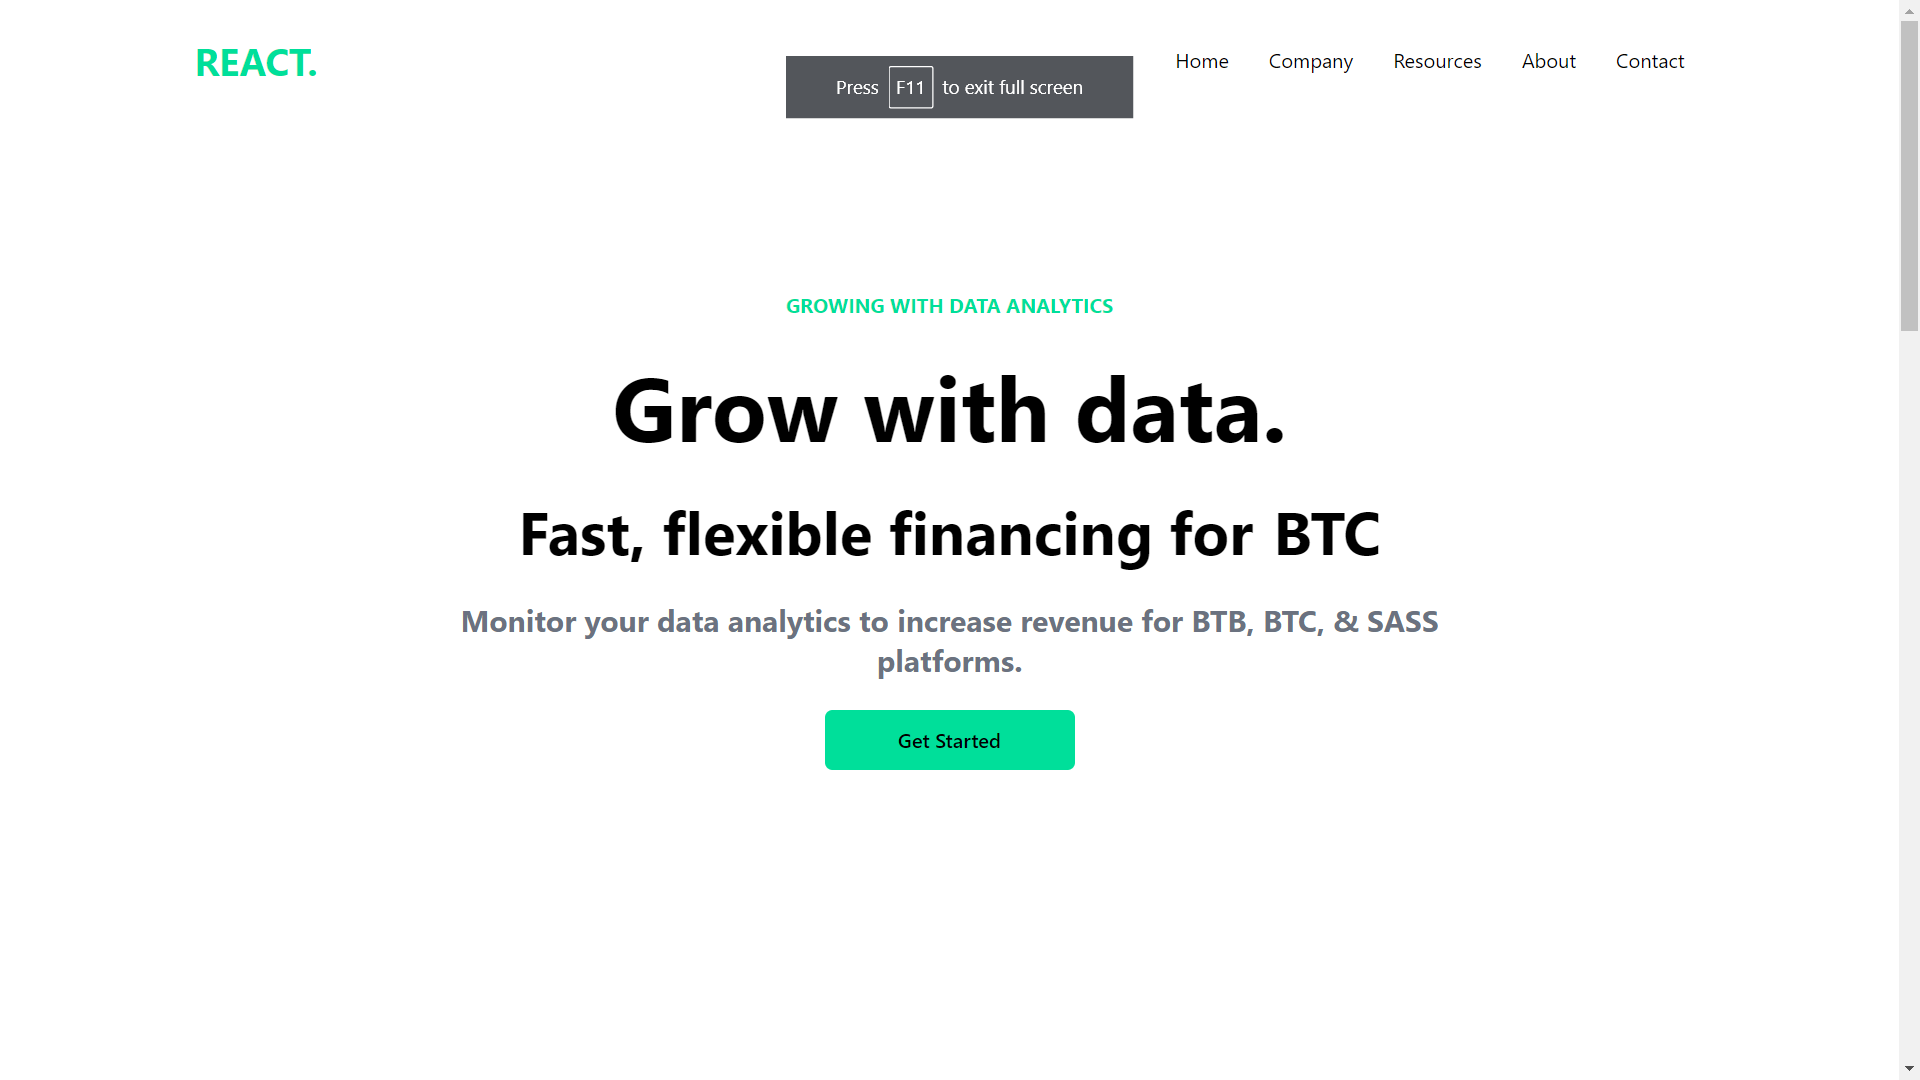 REACT.
Home Company Resources About Contact
Press F11 to exit full screen
GROWING WITH DATA ANALYTICS
Grow with data.
Fast, flexible financing for BTC
Monitor your data analytics to increase revenue for BTB, BTC, & SASS
platforms.
Get Started